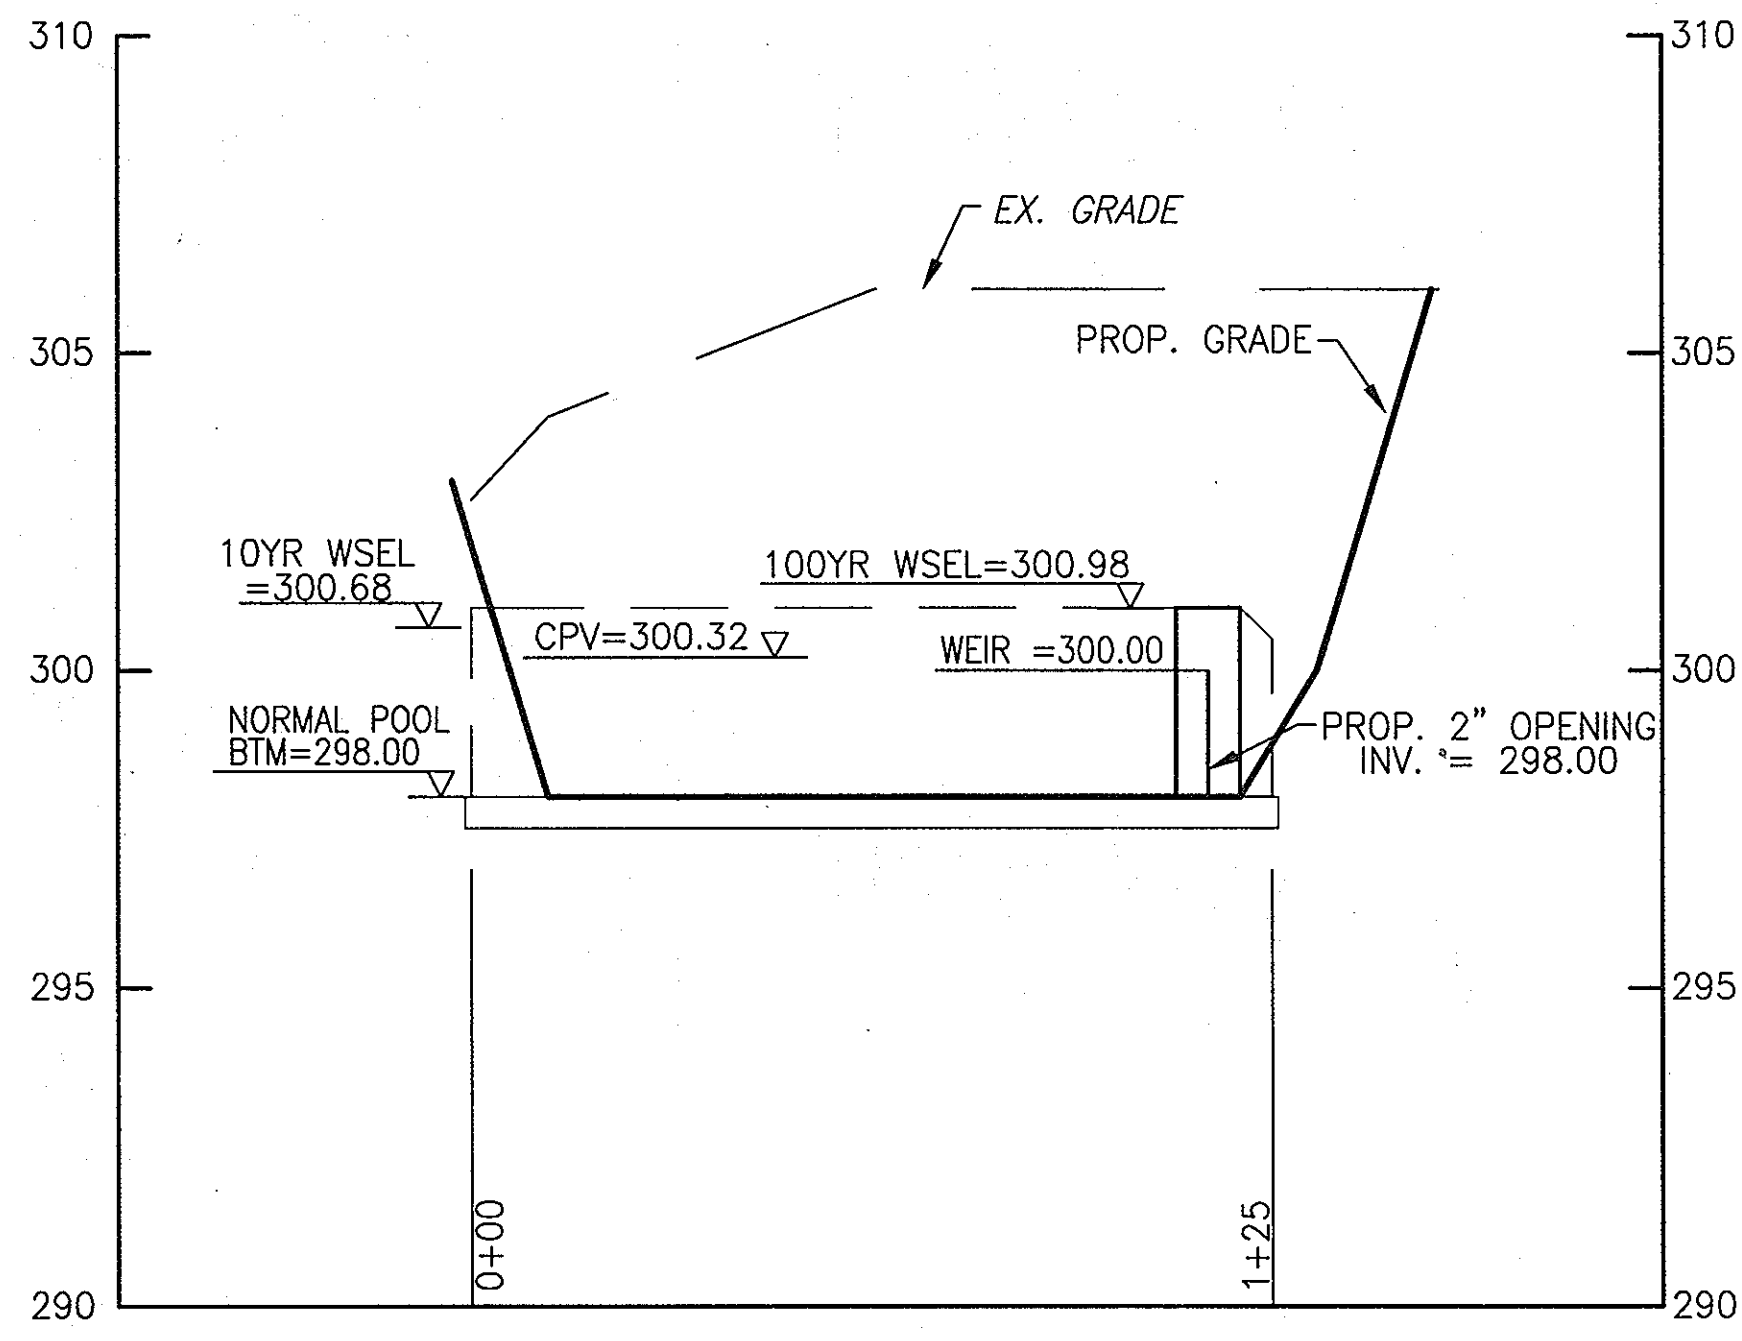 310 310
EX. GRADE
PROP. GRADE
305 305
10YR WSEL
=300.68
100YR WSEL=300.98
CPV=300.32
WEIR =300.00
300 300
NORMAL POOL
BTM=298.00
PROP. 2" OPENING
INV. = 298.00
295 295
0+00
1+25
290 290